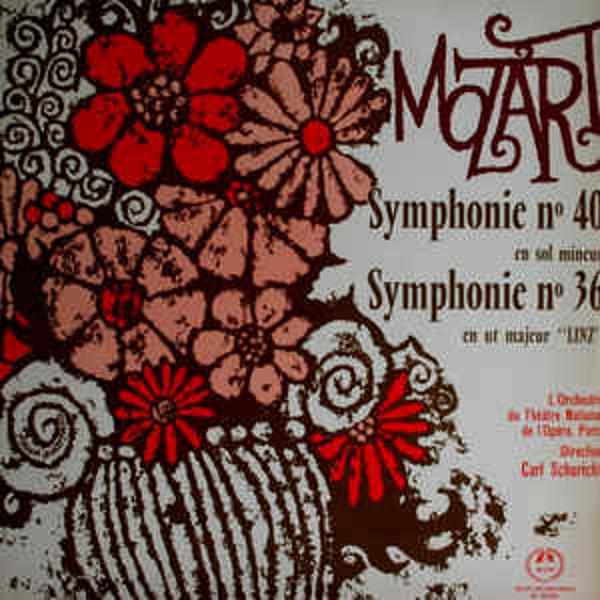 MOZART
Symphonie nº 40
en sol mineur
Symphonie nº 36
en ut majeur "LINZ"
L'Orchestre
du Théâtre National
de l'Opéra, Paris
Direction
Carl Schuricht